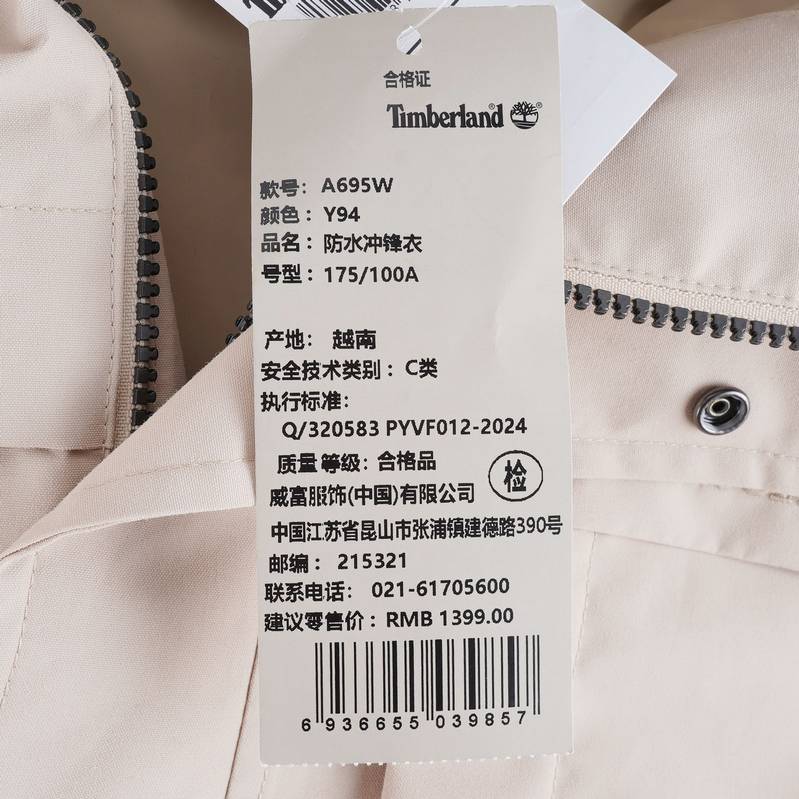 合格证
Timberland
款号： A695W
颜色： Y94
品名： 防水冲锋衣
号型： 175/100A
产地： 越南
安全技术类别： C类
执行标准：
Q/320583 PYVF012-2024
质量等级： 合格品
检
威富服饰(中国)有限公司
中国江苏省昆山市张浦镇建德路390号
邮编： 215321
联系电话： 021-61705600
建议零售价： RMB 1399.00
6 936655 039857